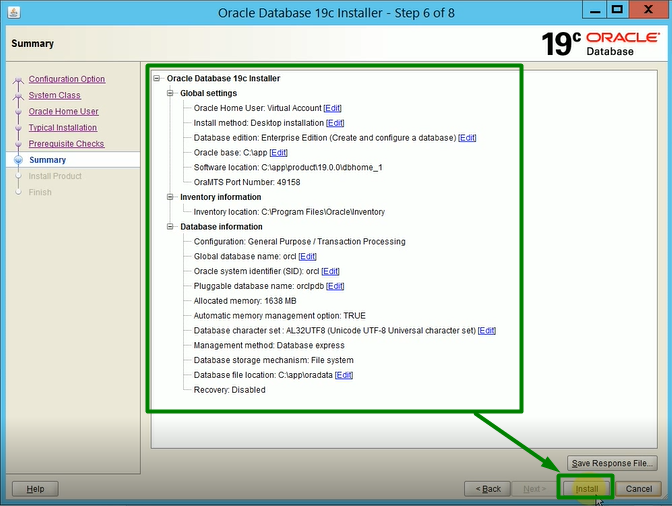 Oracle Database 19c Installer - Step 6 of 8
Summary
19c ORACLE
Database
Configuration Option
System Class
Oracle Home User
Typical Installation
Prerequisite Checks
Summary
Install Product
Finish
Oracle Database 19c Installer
Global settings
Oracle Home User: Virtual Account [Edit]
Install method: Desktop installation [Edit]
Database edition: Enterprise Edition (Create and configure a database) [Edit]
Oracle base: C:\app [Edit]
Software location: C:\app\product\19.0.0\dbhome_1
OraMTS Port Number: 49158
Inventory information
Inventory location: C:\Program Files\Oracle\Inventory
Database information
Configuration: General Purpose / Transaction Processing
Global database name: orcl [Edit]
Oracle system identifier (SID): orcl [Edit]
Pluggable database name: orclpdb [Edit]
Allocated memory: 1638 MB
Automatic memory management option: TRUE
Database character set : AL32UTF8 (Unicode UTF-8 Universal character set) [Edit]
Management method: Database express
Database storage mechanism: File system
Database file location: C:\app\oradata [Edit]
Recovery: Disabled
Save Response File...
Help
< Back
Next >
Install
Cancel